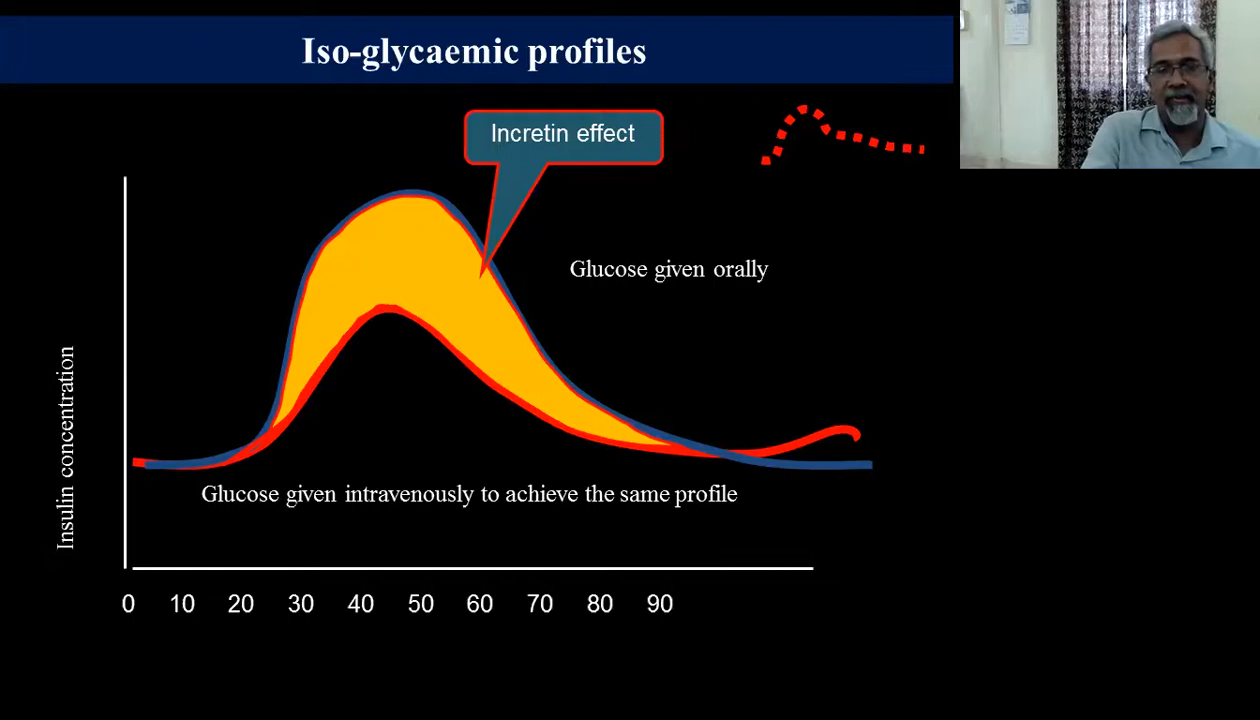 Iso-glycaemic profiles
Incretin effect
Glucose given orally
Insulin concentration
Glucose given intravenously to achieve the same profile
0 10 20 30 40 50 60 70 80 90